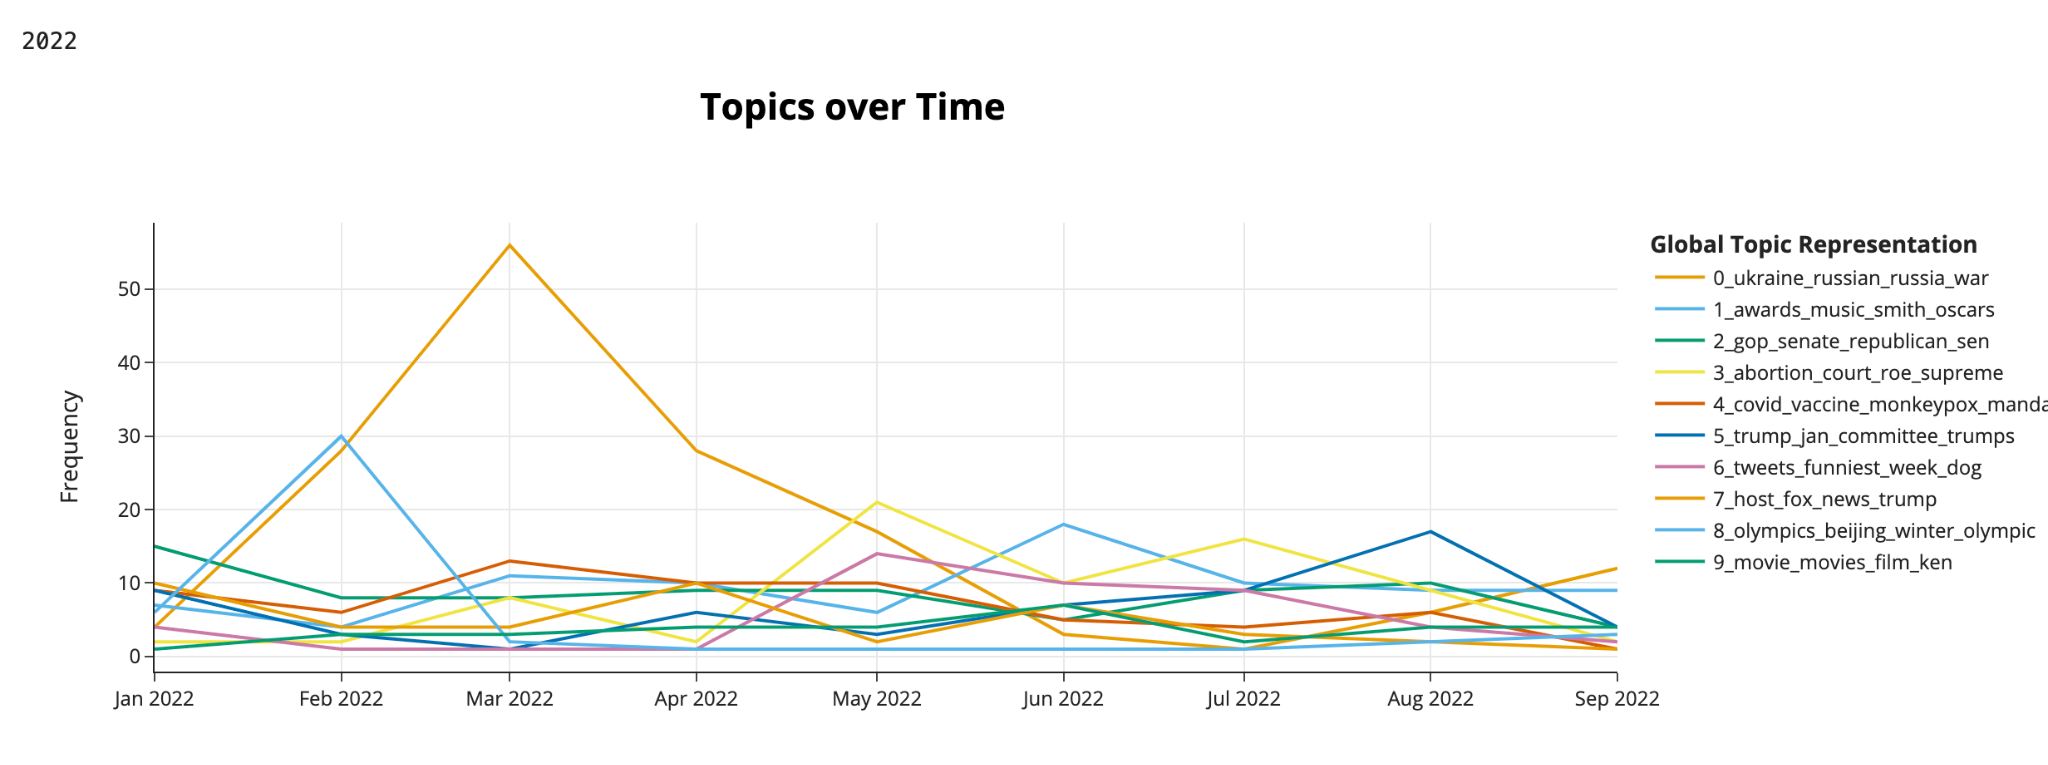 2022
Topics over Time
Frequency
50
40
30
20
10
0
Jan 2022 Feb 2022 Mar 2022 Apr 2022 May 2022 Jun 2022 Jul 2022 Aug 2022 Sep 2022
Global Topic Representation
0_ukraine_russian_russia_war
1_awards_music_smith_oscars
2_gop_senate_republican_sen
3_abortion_court_roe_supreme
4_covid_vaccine_monkeypox_manda
5_trump_jan_committee_trumps
6_tweets_funniest_week_dog
7_host_fox_news_trump
8_olympics_beijing_winter_olympic
9_movie_movies_film_ken